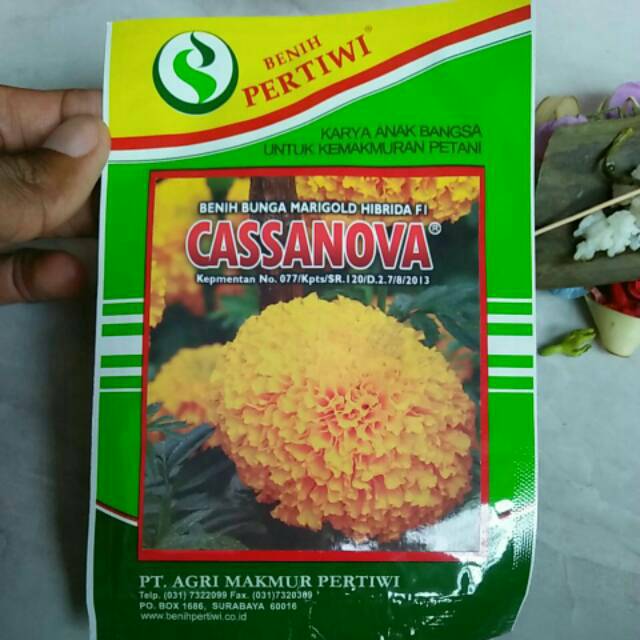 BENIH
PERTIWI®
KARYA ANAK BANGSA
UNTUK KEMAKMURAN PETANI
BENIH BUNGA MARIGOLD HIBRIDA F1
CASSANOVA®
Kepmentan No. 077/Kpts/SR.120/D.2.7/8/2013
PT. AGRI MAKMUR PERTIWI
Telp. (031) 7322099 Fax. (031)7320389
PO. BOX 1686, SURABAYA 60016
www.benihpertiwi.co.id